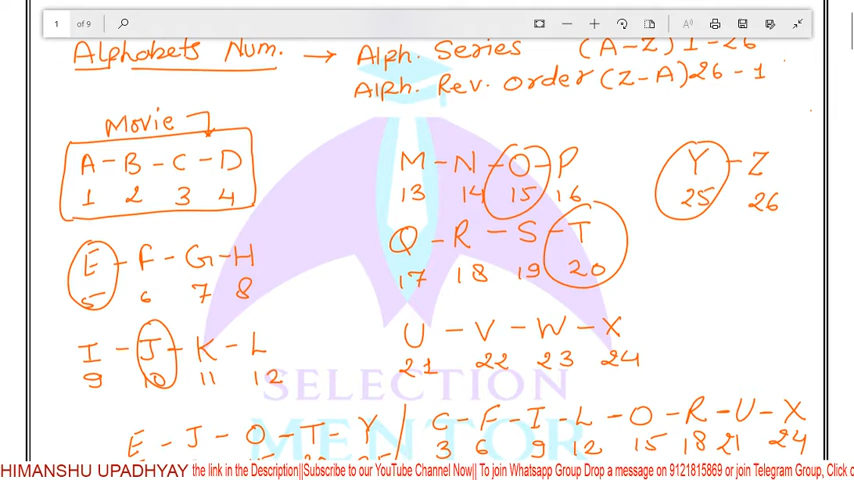 1 of 9
Alphabets Num. → Alph. Series (A-Z) 1-26
Alph. Rev. Order (Z-A) 26-1
Movie
A - B - C - D
1 2 3 4
M - N - O - P
13 14 15 16
Y - Z
25 26
E - F - G - H
5 6 7 8
Q - R - S - T
17 18 19 20
I - J - K - L
9 10 11 12
U - V - W - X
21 22 23 24
SELECTION
MENTOR
E - J - O - T - Y / C - F - I - L - O - R - U - X
3 6 9 12 15 18 21 24
HIMANSHU UPADHYAY the link in the Description||Subscribe to our YouTube Channel Now|| To join Whatsapp Group Drop a message on 9121815869 or join Telegram Group, Click o